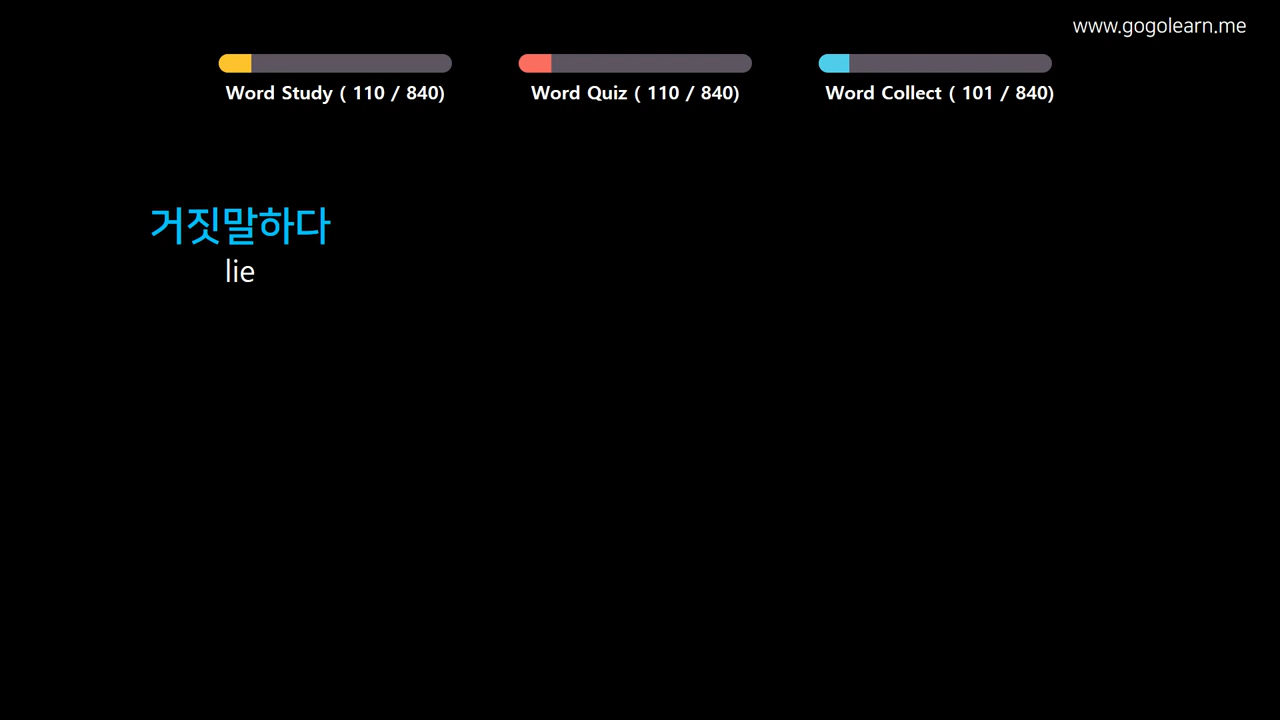 www.gogolearn.me
Word Study ( 110 / 840)
Word Quiz ( 110 / 840)
Word Collect ( 101 / 840)
거짓말하다
lie